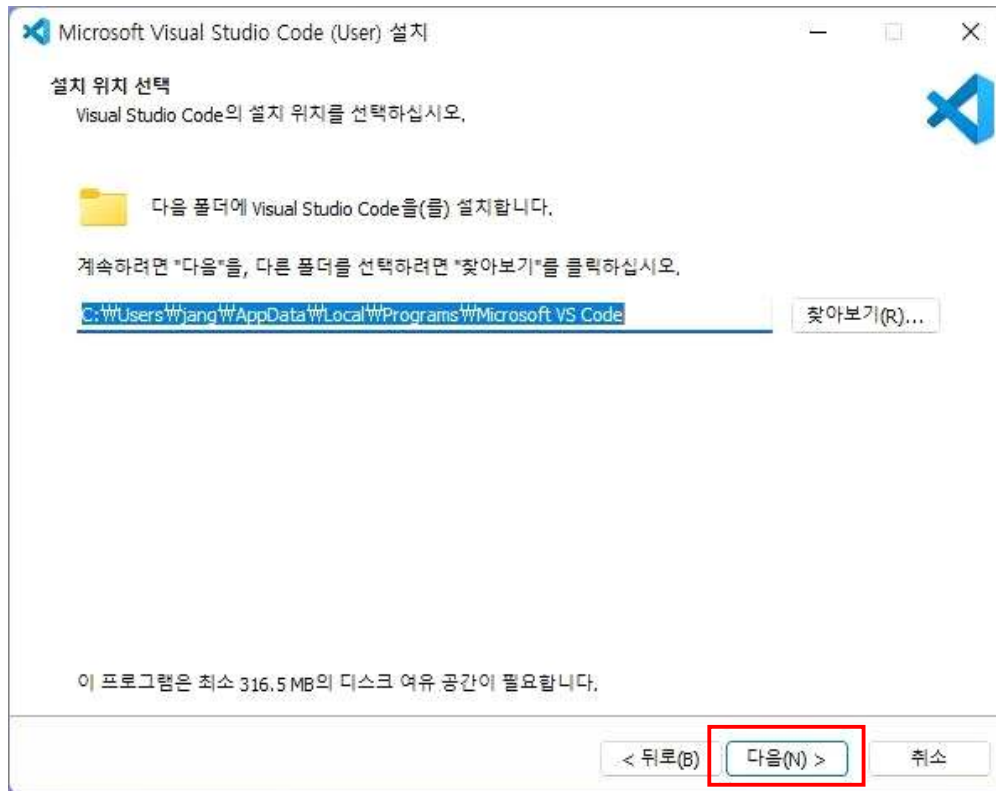 Microsoft Visual Studio Code (User) 설치
설치 위치 선택
Visual Studio Code의 설치 위치를 선택하십시오.
다음 폴더에 Visual Studio Code을(를) 설치합니다.
계속하려면 "다음"을, 다른 폴더를 선택하려면 "찾아보기"를 클릭하십시오.
C:₩Users₩jang₩AppData₩Local₩Programs₩Microsoft VS Code
찾아보기(R)...
이 프로그램은 최소 316.5 MB의 디스크 여유 공간이 필요합니다.
< 뒤로(B) 다음(N) > 취소